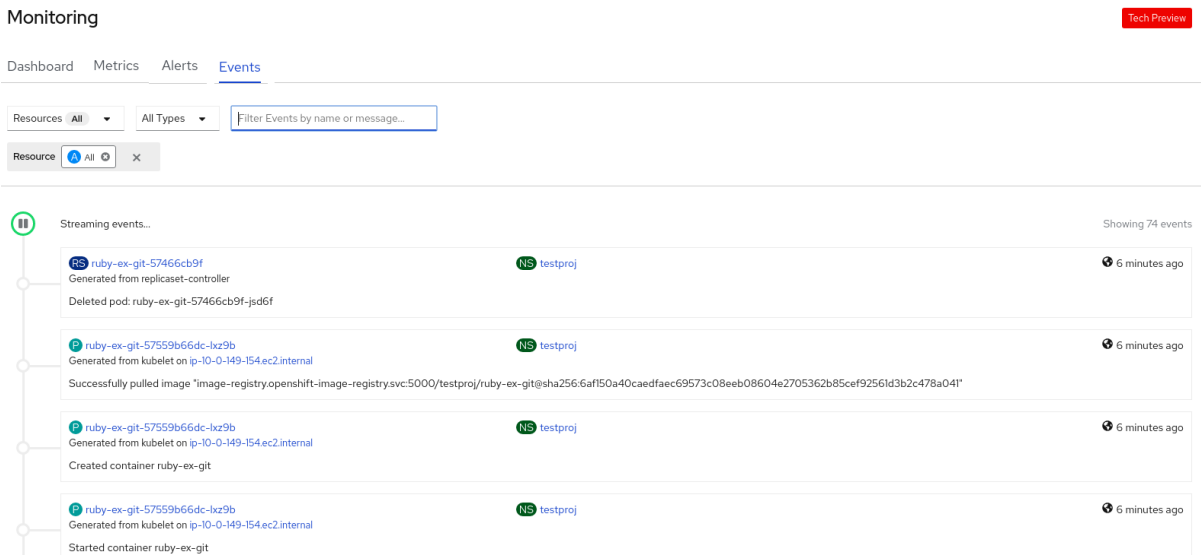 Monitoring
Tech Preview
Dashboard Metrics Alerts Events
Resources All All Types Filter Events by name or message...
Resource A All
Streaming events... Showing 74 events
RS ruby-ex-git-57466cb9f NS testproj 6 minutes ago
Generated from replicaset-controller
Deleted pod: ruby-ex-git-57466cb9f-jsd6f
P ruby-ex-git-57559b66dc-lxz9b NS testproj 6 minutes ago
Generated from kubelet on ip-10-0-149-154.ec2.internal
Successfully pulled image "image-registry.openshift-image-registry.svc:5000/testproj/ruby-ex-git@sha256:6af150a40caedfaec69573c08eeb08604e2705362b85cef92561d3b2c478a041"
P ruby-ex-git-57559b66dc-lxz9b NS testproj 6 minutes ago
Generated from kubelet on ip-10-0-149-154.ec2.internal
Created container ruby-ex-git
P ruby-ex-git-57559b66dc-lxz9b NS testproj 6 minutes ago
Generated from kubelet on ip-10-0-149-154.ec2.internal
Started container ruby-ex-git